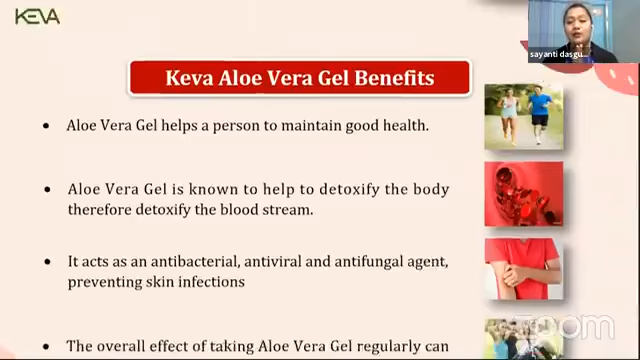 KEVA
sayanti dasgu...
Keva Aloe Vera Gel Benefits
• Aloe Vera Gel helps a person to maintain good health.
• Aloe Vera Gel is known to help to detoxify the body
therefore detoxify the blood stream.
• It acts as an antibacterial, antiviral and antifungal agent,
preventing skin infections
• The overall effect of taking Aloe Vera Gel regularly can
zoom